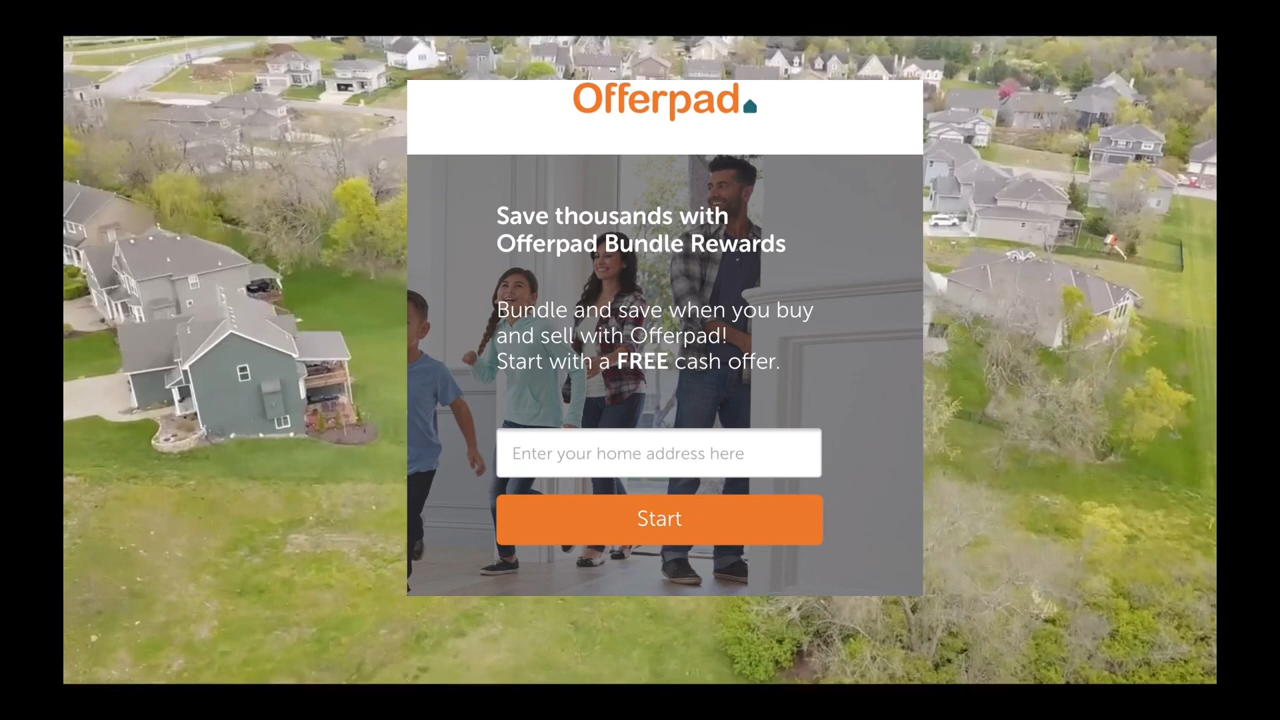 Offerpad
Save thousands with
Offerpad Bundle Rewards
Bundle and save when you buy
and sell with Offerpad!
Start with a FREE cash offer.
Enter your home address here
Start